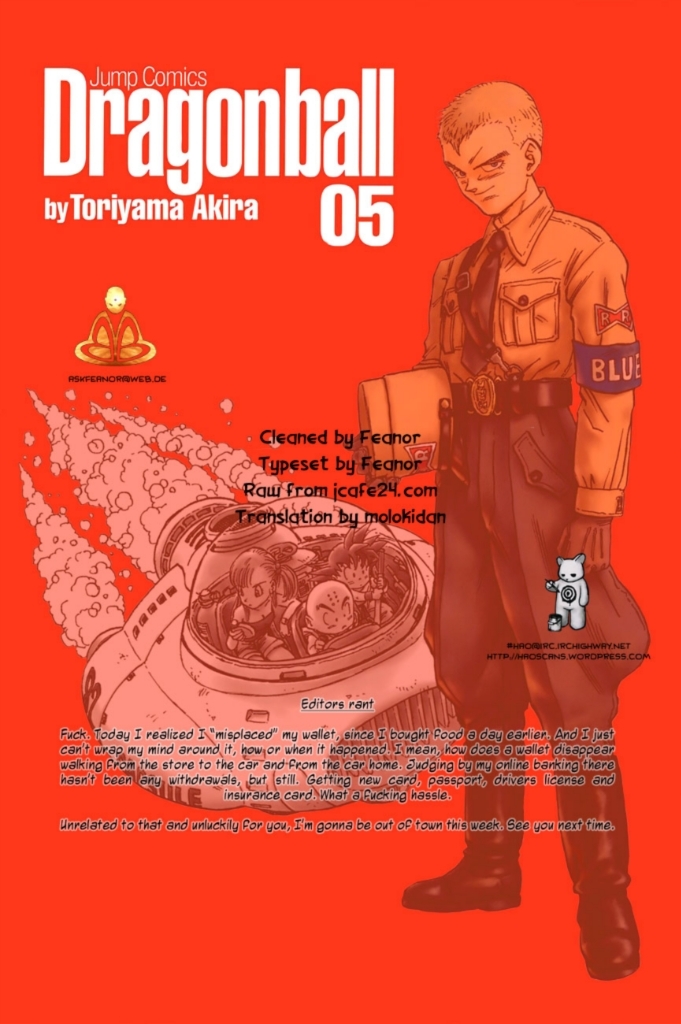 Jump Comics
Dragonball
by Toriyama Akira
05
ASKFEANOR@WEB.DE
BLUE
Cleaned by Feanor
Typeset by Feanor
Raw from jcafe24.com
Translation by molokidan
#HAOI@IRC.IRCHIGHWAY.NET
HTTP://HAOSCANS.WORDPRESS.COM
Editors rant
Fuck. Today I realized I "misplaced" my wallet, since I bought food a day earlier. And I just
can't wrap my mind around it, how or when it happened. I mean, how does a wallet disappear
walking from the store to the car and from the car home. Judging by my online banking there
hasn't been any withdrawals, but still. Getting new card, passport, drivers license and
insurance card. What a fucking hassle.
Unrelated to that and unluckily for you, I'm gonna be out of town this week. See you next time.